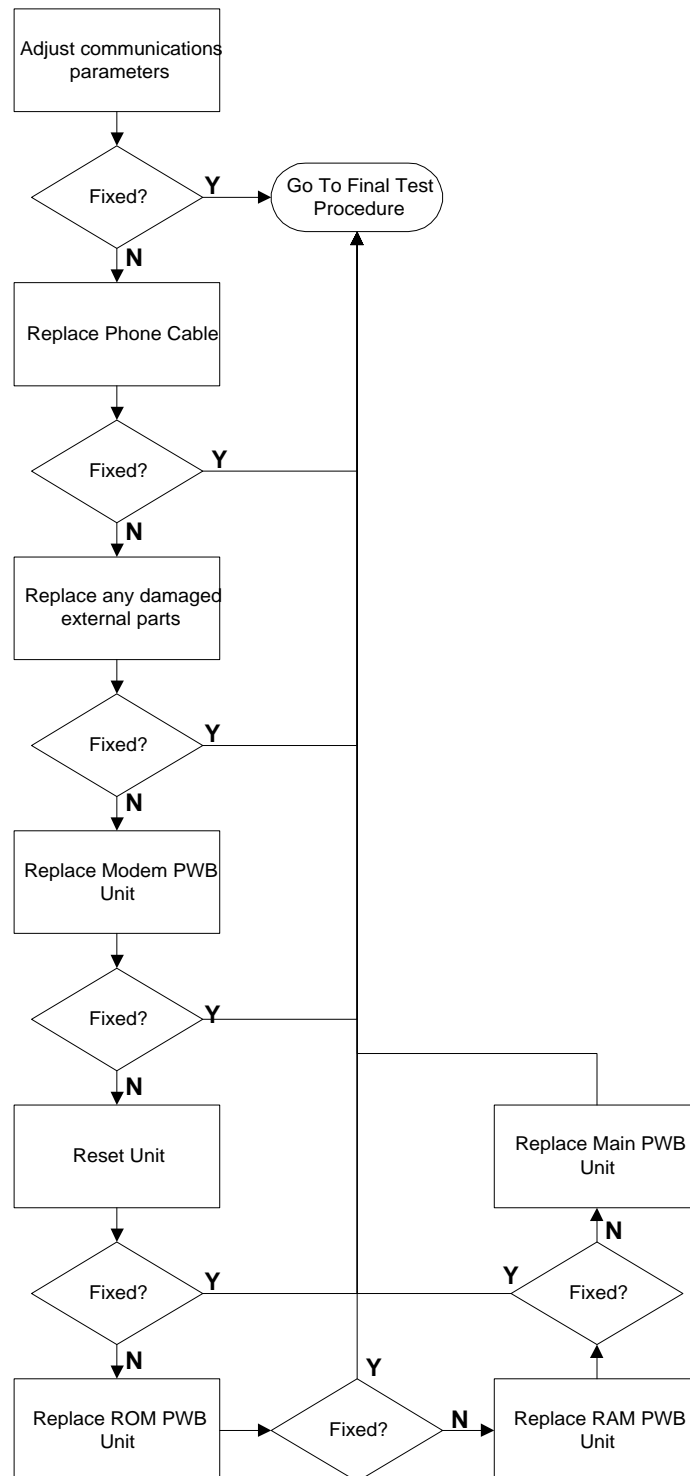 Adjust communications
parameters
Fixed?
Y
Go To Final Test
Procedure
N
Replace Phone Cable
Fixed?
Y
N
Replace any damaged
external parts
Fixed?
Y
N
Replace Modem PWB
Unit
Fixed?
Y
N
Reset Unit
Replace Main PWB
Unit
N
Fixed?
Y
Y
Fixed?
N
Replace ROM PWB
Unit
Y
Fixed?
N
Replace RAM PWB
Unit